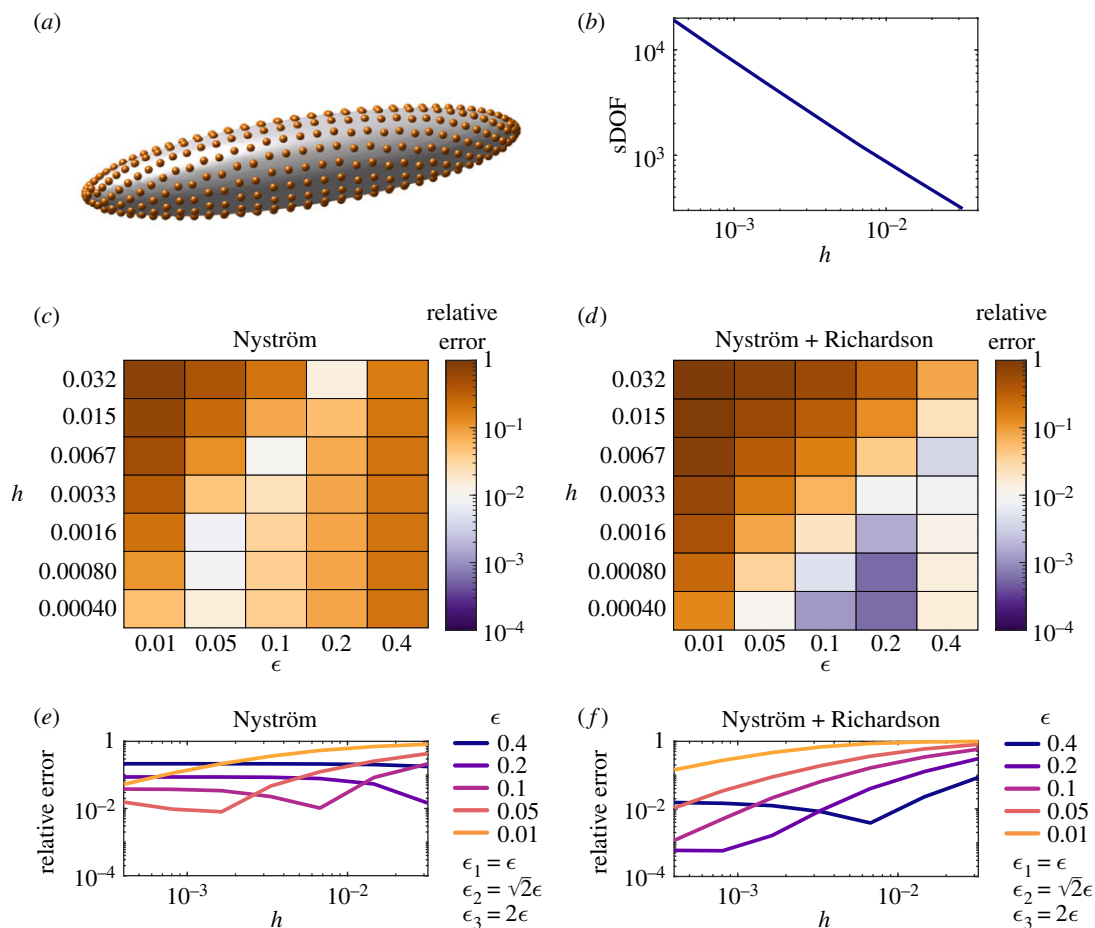 (a)
(b)
10⁴
10³
sDOF
10⁻³
10⁻²
h
(c)
Nyström
relative
error
0.032
0.015
0.0067
0.0033
0.0016
0.00080
0.00040
h
0.01
0.05
0.1
0.2
0.4
ϵ
1
10⁻¹
10⁻²
10⁻³
10⁻⁴
(d)
Nyström + Richardson
relative
error
0.032
0.015
0.0067
0.0033
0.0016
0.00080
0.00040
h
0.01
0.05
0.1
0.2
0.4
ϵ
1
10⁻¹
10⁻²
10⁻³
10⁻⁴
(e)
Nyström
relative error
1
10⁻²
10⁻⁴
10⁻³
10⁻²
h
ϵ
0.4
0.2
0.1
0.05
0.01
ϵ₁ = ϵ
ϵ₂ = √2ϵ
ϵ₃ = 2ϵ
(f)
Nyström + Richardson
relative error
1
10⁻²
10⁻⁴
10⁻³
10⁻²
h
ϵ
0.4
0.2
0.1
0.05
0.01
ϵ₁ = ϵ
ϵ₂ = √2ϵ
ϵ₃ = 2ϵ